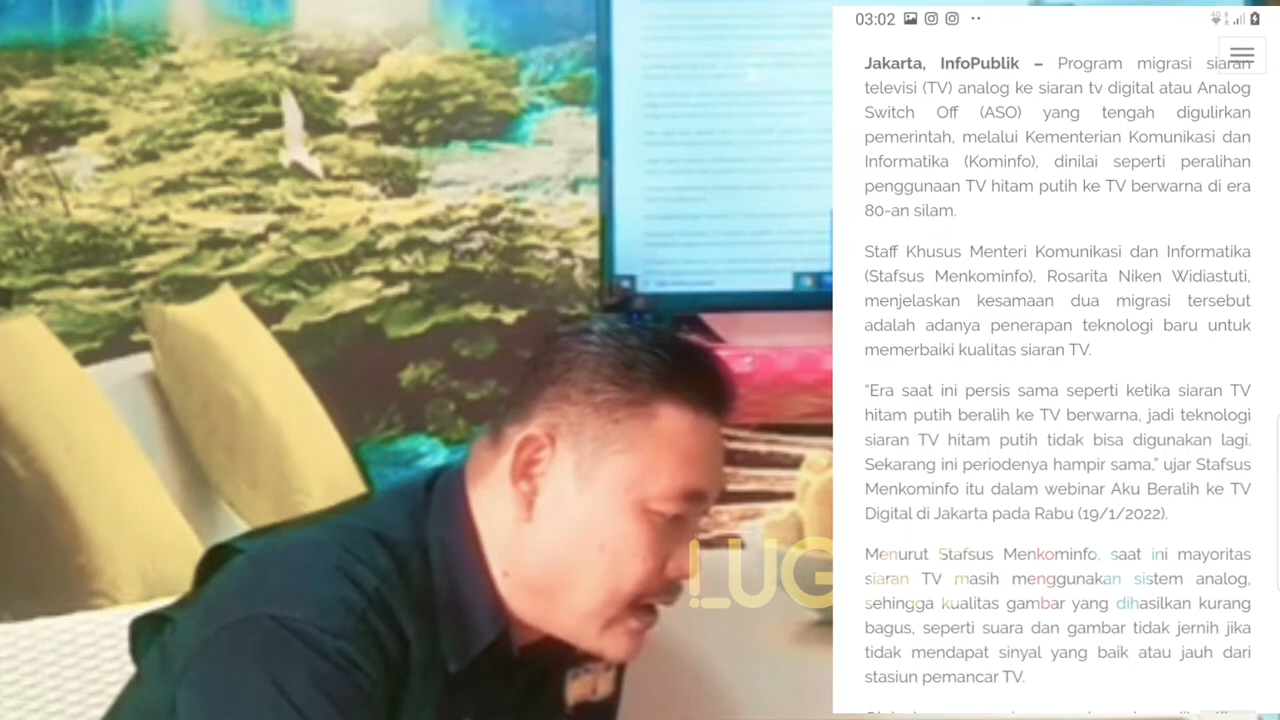 03:02
Jakarta, InfoPublik – Program migrasi siaran
televisi (TV) analog ke siaran tv digital atau Analog
Switch Off (ASO) yang tengah digulirkan
pemerintah, melalui Kementerian Komunikasi dan
Informatika (Kominfo), dinilai seperti peralihan
penggunaan TV hitam putih ke TV berwarna di era
80-an silam.
Staff Khusus Menteri Komunikasi dan Informatika
(Stafsus Menkominfo), Rosarita Niken Widiastuti,
menjelaskan kesamaan dua migrasi tersebut
adalah adanya penerapan teknologi baru untuk
memerbaiki kualitas siaran TV.
“Era saat ini persis sama seperti ketika siaran TV
hitam putih beralih ke TV berwarna, jadi teknologi
siaran TV hitam putih tidak bisa digunakan lagi.
Sekarang ini periodenya hampir sama,” ujar Stafsus
Menkominfo itu dalam webinar Aku Beralih ke TV
Digital di Jakarta pada Rabu (19/1/2022).
Menurut Stafsus Menkominfo, saat ini mayoritas
siaran TV masih menggunakan sistem analog,
sehingga kualitas gambar yang dihasilkan kurang
bagus, seperti suara dan gambar tidak jernih jika
tidak mendapat sinyal yang baik atau jauh dari
stasiun pemancar TV.